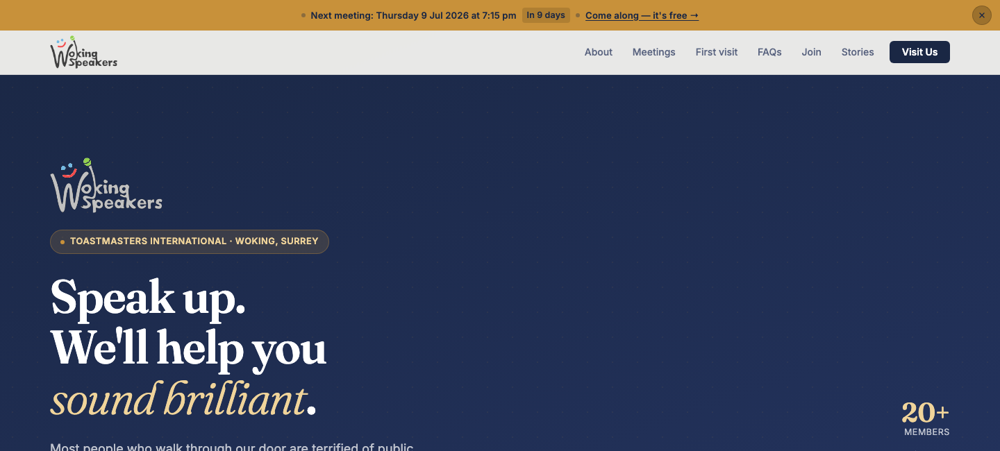 Next meeting: Thursday 9 Jul 2026 at 7:15 pm In 9 days Come along — it's free →
Woking
Speakers
About Meetings First visit FAQs Join Stories Visit Us
Woking
Speakers
TOASTMASTERS INTERNATIONAL · WOKING, SURREY
Speak up.
We'll help you
sound brilliant.
20+
MEMBERS
Most people who walk through our door are terrified of public